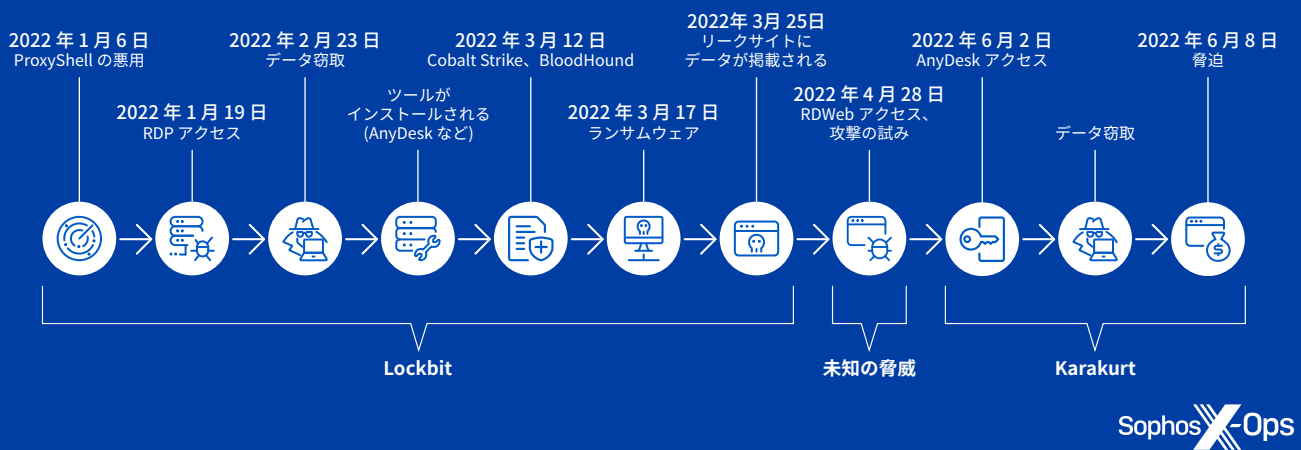 2022 年 1 月 6 日
ProxyShell の悪用
2022 年 1 月 19 日
RDP アクセス
2022 年 2 月 23 日
データ窃取
ツールが
インストールされる
(AnyDesk など)
2022 年 3 月 12 日
Cobalt Strike、BloodHound
2022 年 3 月 17 日
ランサムウェア
2022年 3月 25日
リークサイトに
データが掲載される
2022 年 4 月 28 日
RDWeb アクセス、
攻撃の試み
2022 年 6 月 2 日
AnyDesk アクセス
データ窃取
2022 年 6 月 8 日
脅迫
Lockbit
未知の脅威
Karakurt
Sophos X-Ops